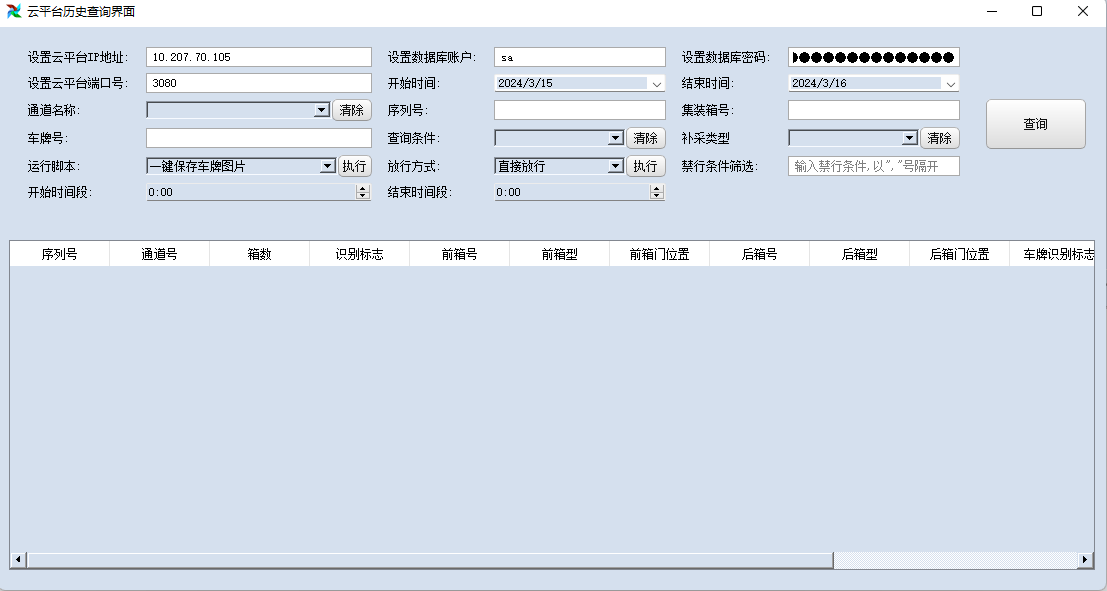 云平台历史查询界面
设置云平台IP地址: 10.207.70.105 设置数据库账户: sa 设置数据库密码: ●●●●●●●●●●●●●●
设置云平台端口号: 3080 开始时间: 2024/3/15 结束时间: 2024/3/16
通道名称: 清除 序列号: 集装箱号: 查询
车牌号: 查询条件: 清除 补采类型 清除
运行脚本: 一键保存车牌图片 执行 放行方式: 直接放行 执行 禁行条件筛选: 输入禁行条件,以“,”号隔开
开始时间段: 0:00 结束时间段: 0:00
序列号 通道号 箱数 识别标志 前箱号 前箱型 前箱门位置 后箱号 后箱型 后箱门位置 车牌识别标志